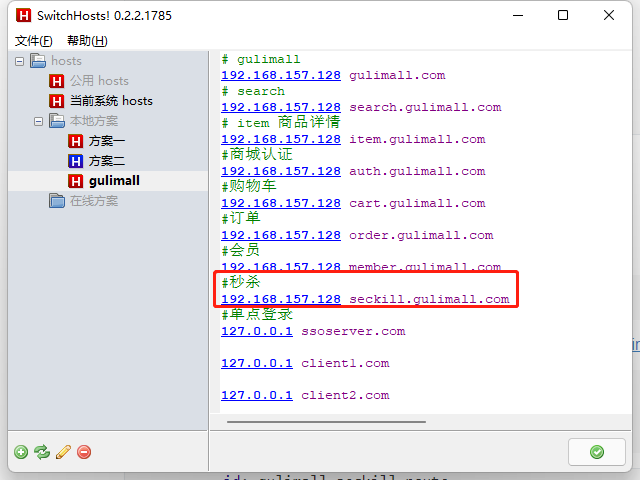 SwitchHosts! 0.2.2.1785
文件(F) 帮助(H)
hosts
公用 hosts
当前系统 hosts
本地方案
方案一
方案二
gulimall
在线方案
# gulimall
192.168.157.128 gulimall.com
# search
192.168.157.128 search.gulimall.com
# item 商品详情
192.168.157.128 item.gulimall.com
#商城认证
192.168.157.128 auth.gulimall.com
#购物车
192.168.157.128 cart.gulimall.com
#订单
192.168.157.128 order.gulimall.com
#会员
192.168.157.128 member.gulimall.com
#秒杀
192.168.157.128 seckill.gulimall.com
#单点登录
127.0.0.1 ssoserver.com
127.0.0.1 client1.com
127.0.0.1 client2.com
id: gulimall_seckill_route